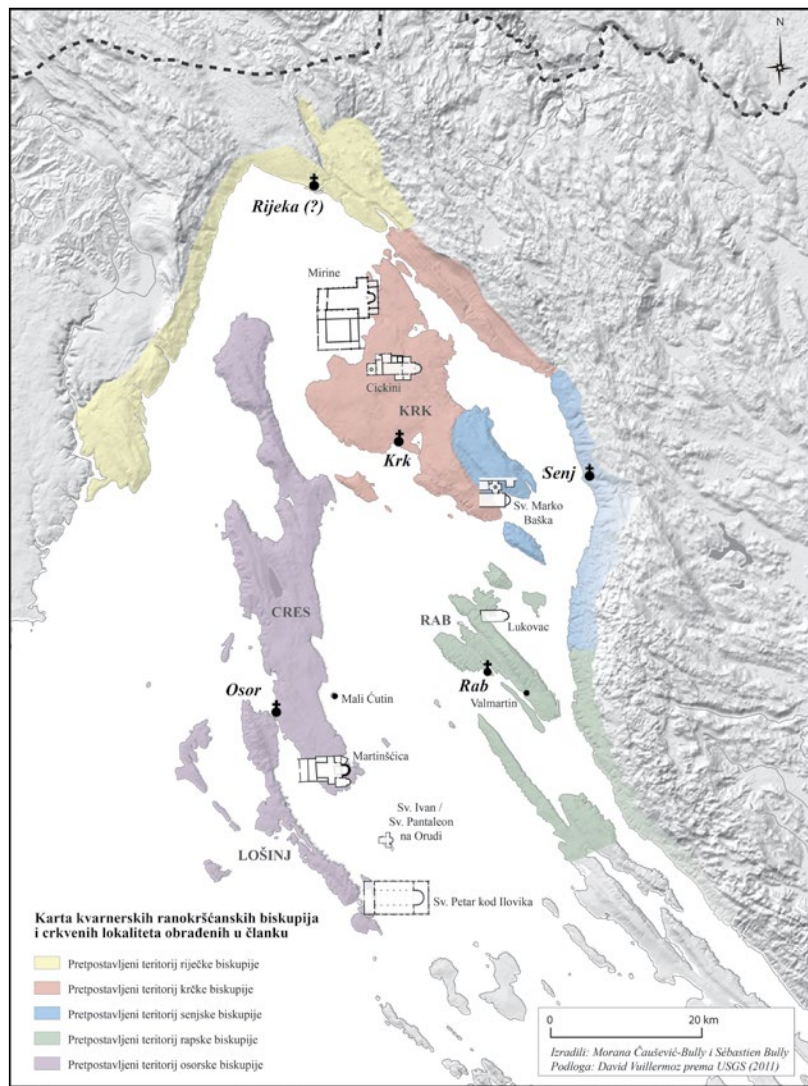 N
Rijeka (?)
Mirine
Cickini
KRK
Krk
Senj
Sv. Marko
Baška
CRES
RAB
Lukovac
Rab
Valmartin
Osor
Mali Ćutin
Martinšćica
Sv. Ivan /
Sv. Pantaleon
na Orudi
LOŠINJ
Sv. Petar kod Ilovika
Karta kvarnerskih ranokršćanskih biskupija
i crkvenih lokaliteta obrađenih u članku
Pretpostavljeni teritorij riječke biskupije
Pretpostavljeni teritorij krčke biskupije
Pretpostavljeni teritorij senjske biskupije
Pretpostavljeni teritorij rapske biskupije
Pretpostavljeni teritorij osorske biskupije
0 20 km
Izradili: Morana Čaušević-Bully i Sébastien Bully
Podloga: David Vuillermoz prema USGS (2011)